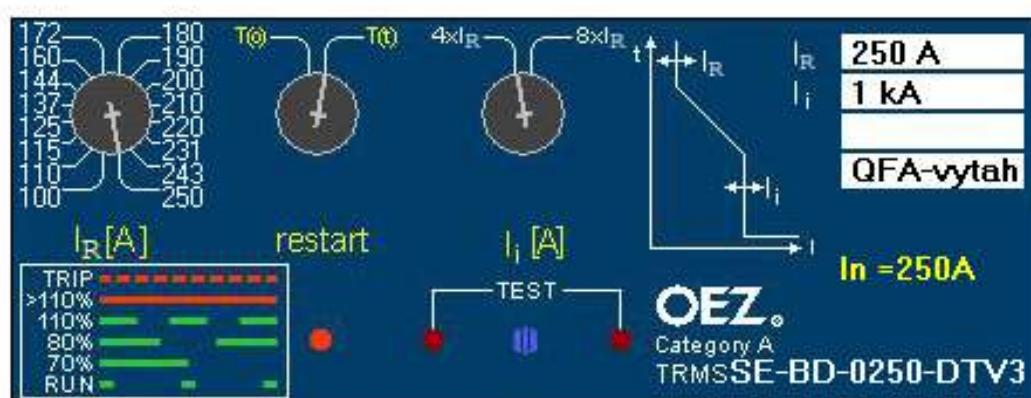 172 180
160 190
144 200
137 210
125 220
115 231
110 243
100 250
IR[A]
T(o) T(t)
restart
4xIR 8xIR
Ii [A]
t
IR
Ii
I
IR 250 A
Ii 1 kA
QFA-vytah
In =250A
TRIP
>110%
110%
80%
70%
RUN
TEST
OEZ®
Category A
TRMS SE-BD-0250-DTV3